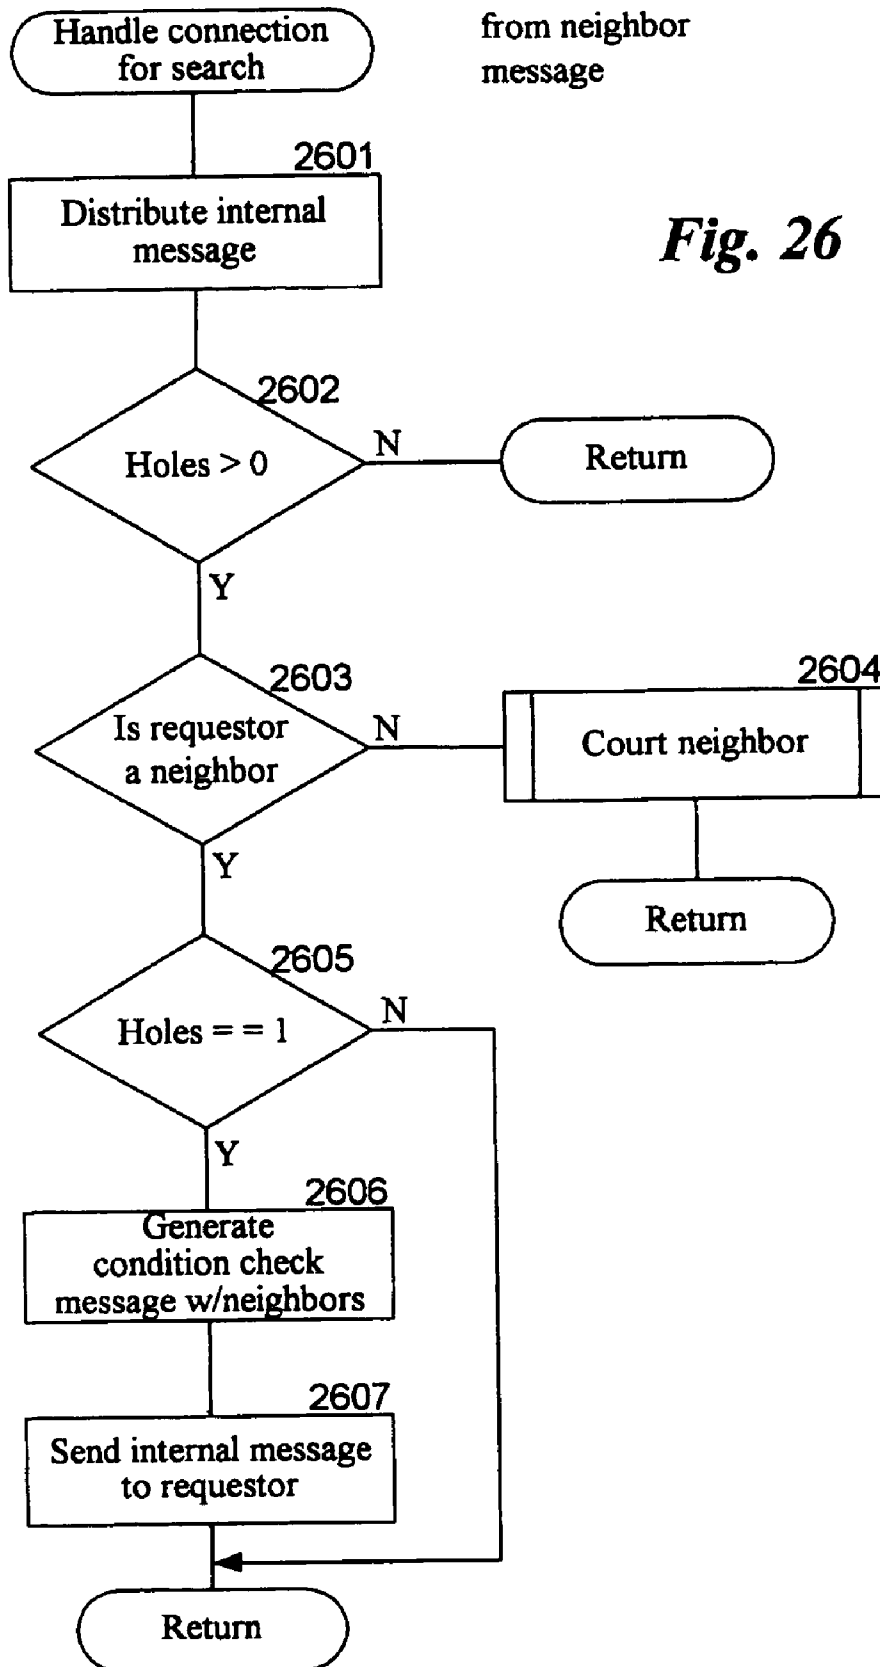 Handle connection
for search
from neighbor
message
2601
Distribute internal
message
Fig. 26
2602
Holes > 0
N
Return
Y
2603
Is requestor
a neighbor
N
2604
Court neighbor
Return
Y
2605
Holes = = 1
N
Y
2606
Generate
condition check
message w/neighbors
2607
Send internal message
to requestor
Return